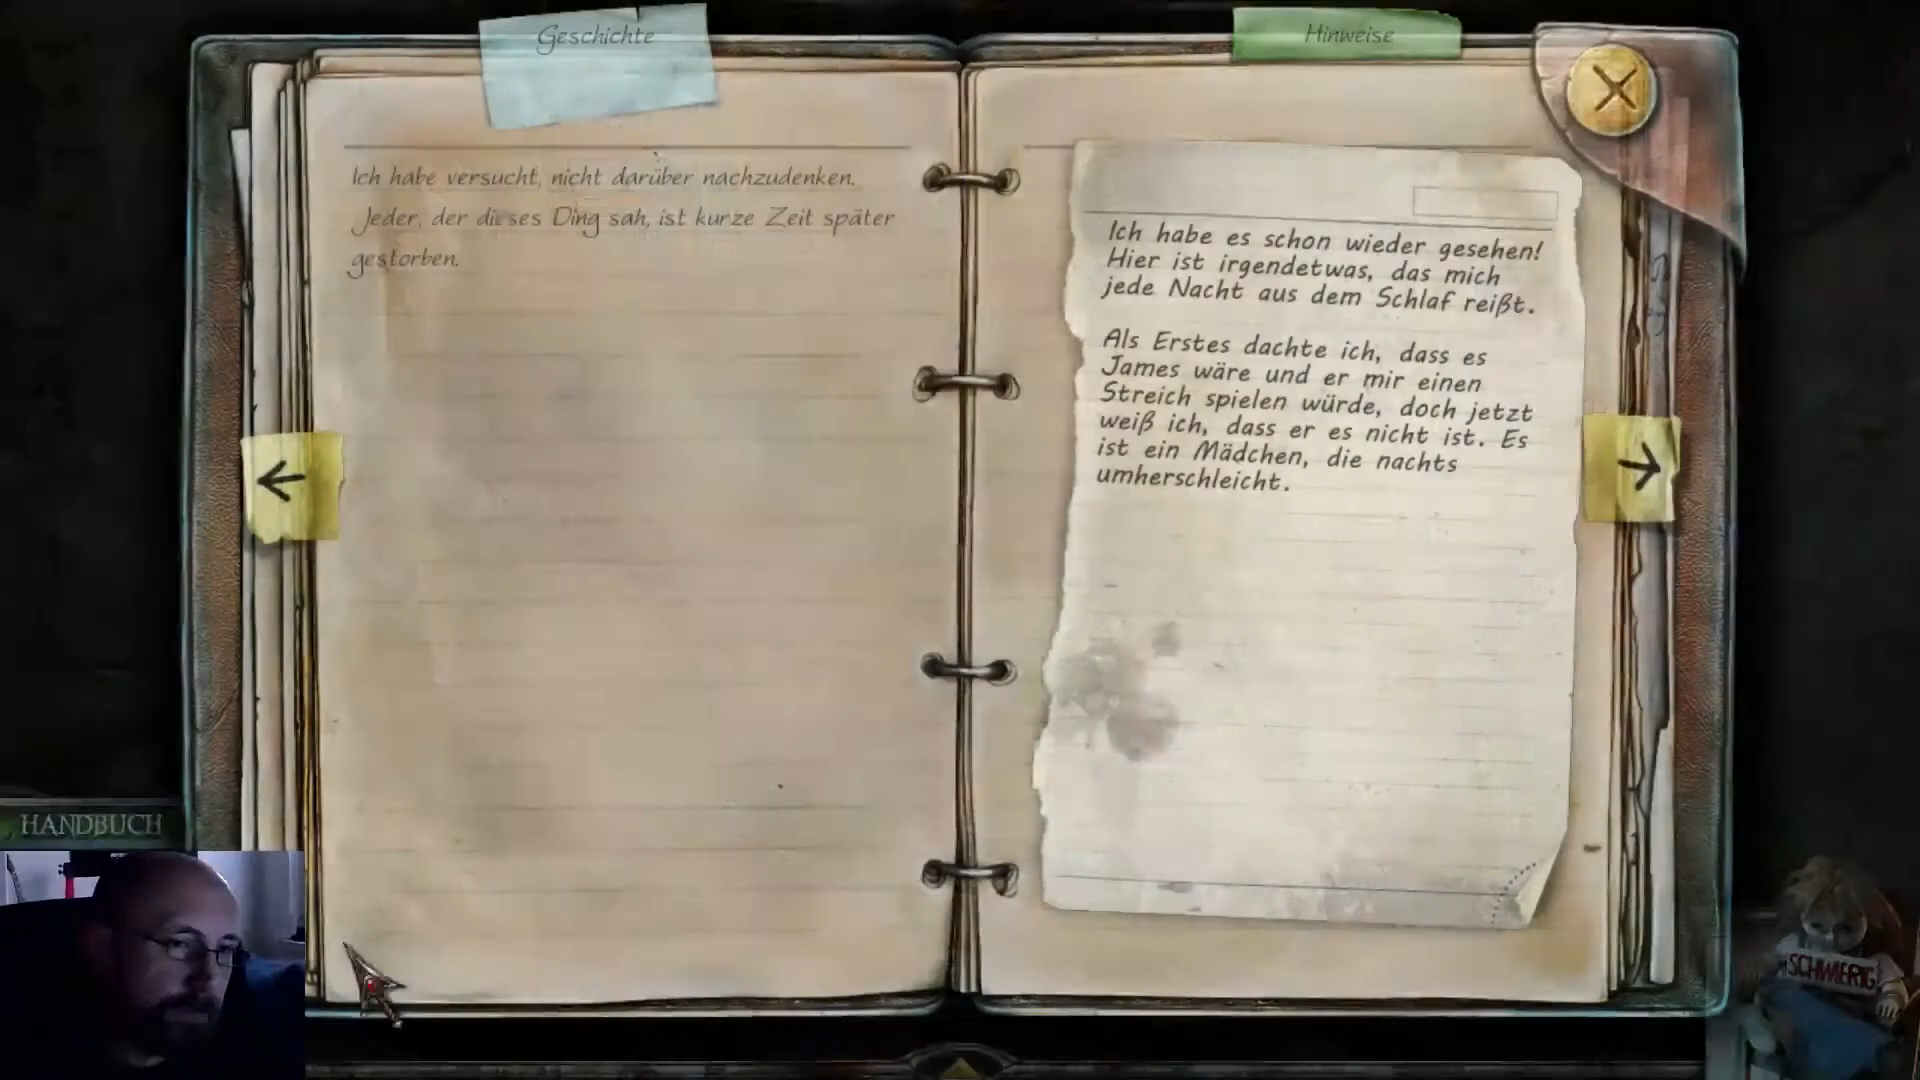 Geschichte
Hinweise
Ich habe versucht, nicht darüber nachzudenken.
Jeder, der dieses Ding sah, ist kurze Zeit später
gestorben.
Ich habe es schon wieder gesehen!
Hier ist irgendetwas, das mich
jede Nacht aus dem Schlaf reißt.
Als Erstes dachte ich, dass es
James wäre und er mir einen
Streich spielen würde, doch jetzt
weiß ich, dass er es nicht ist. Es
ist ein Mädchen, die nachts
umherschleicht.
HANDBUCH
SCHWIERIG